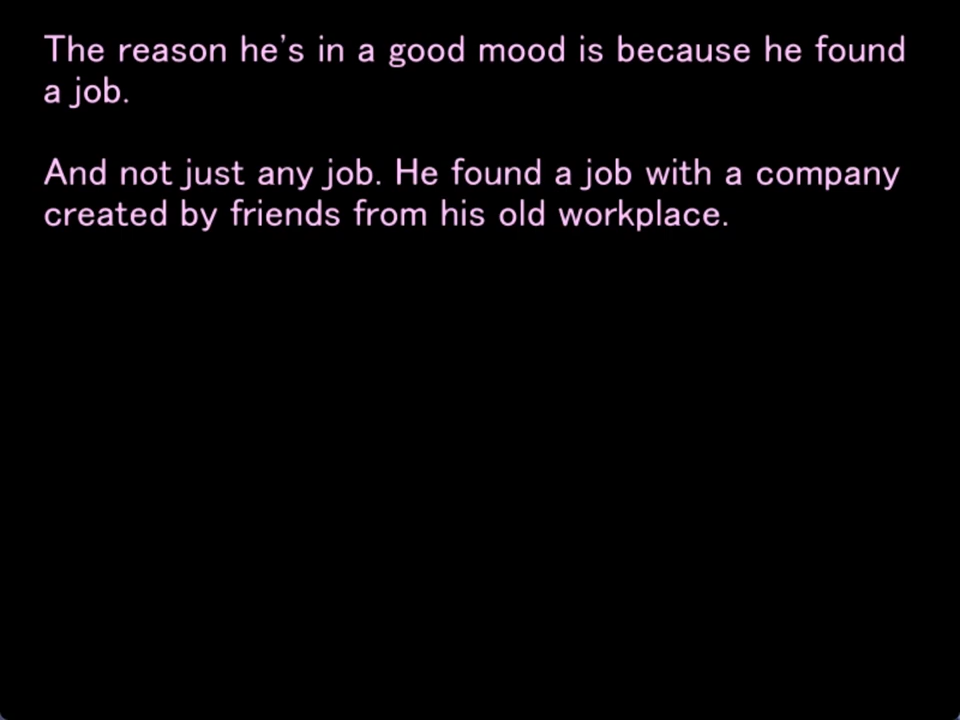 The reason he's in a good mood is because he found
a job.
And not just any job. He found a job with a company
created by friends from his old workplace.